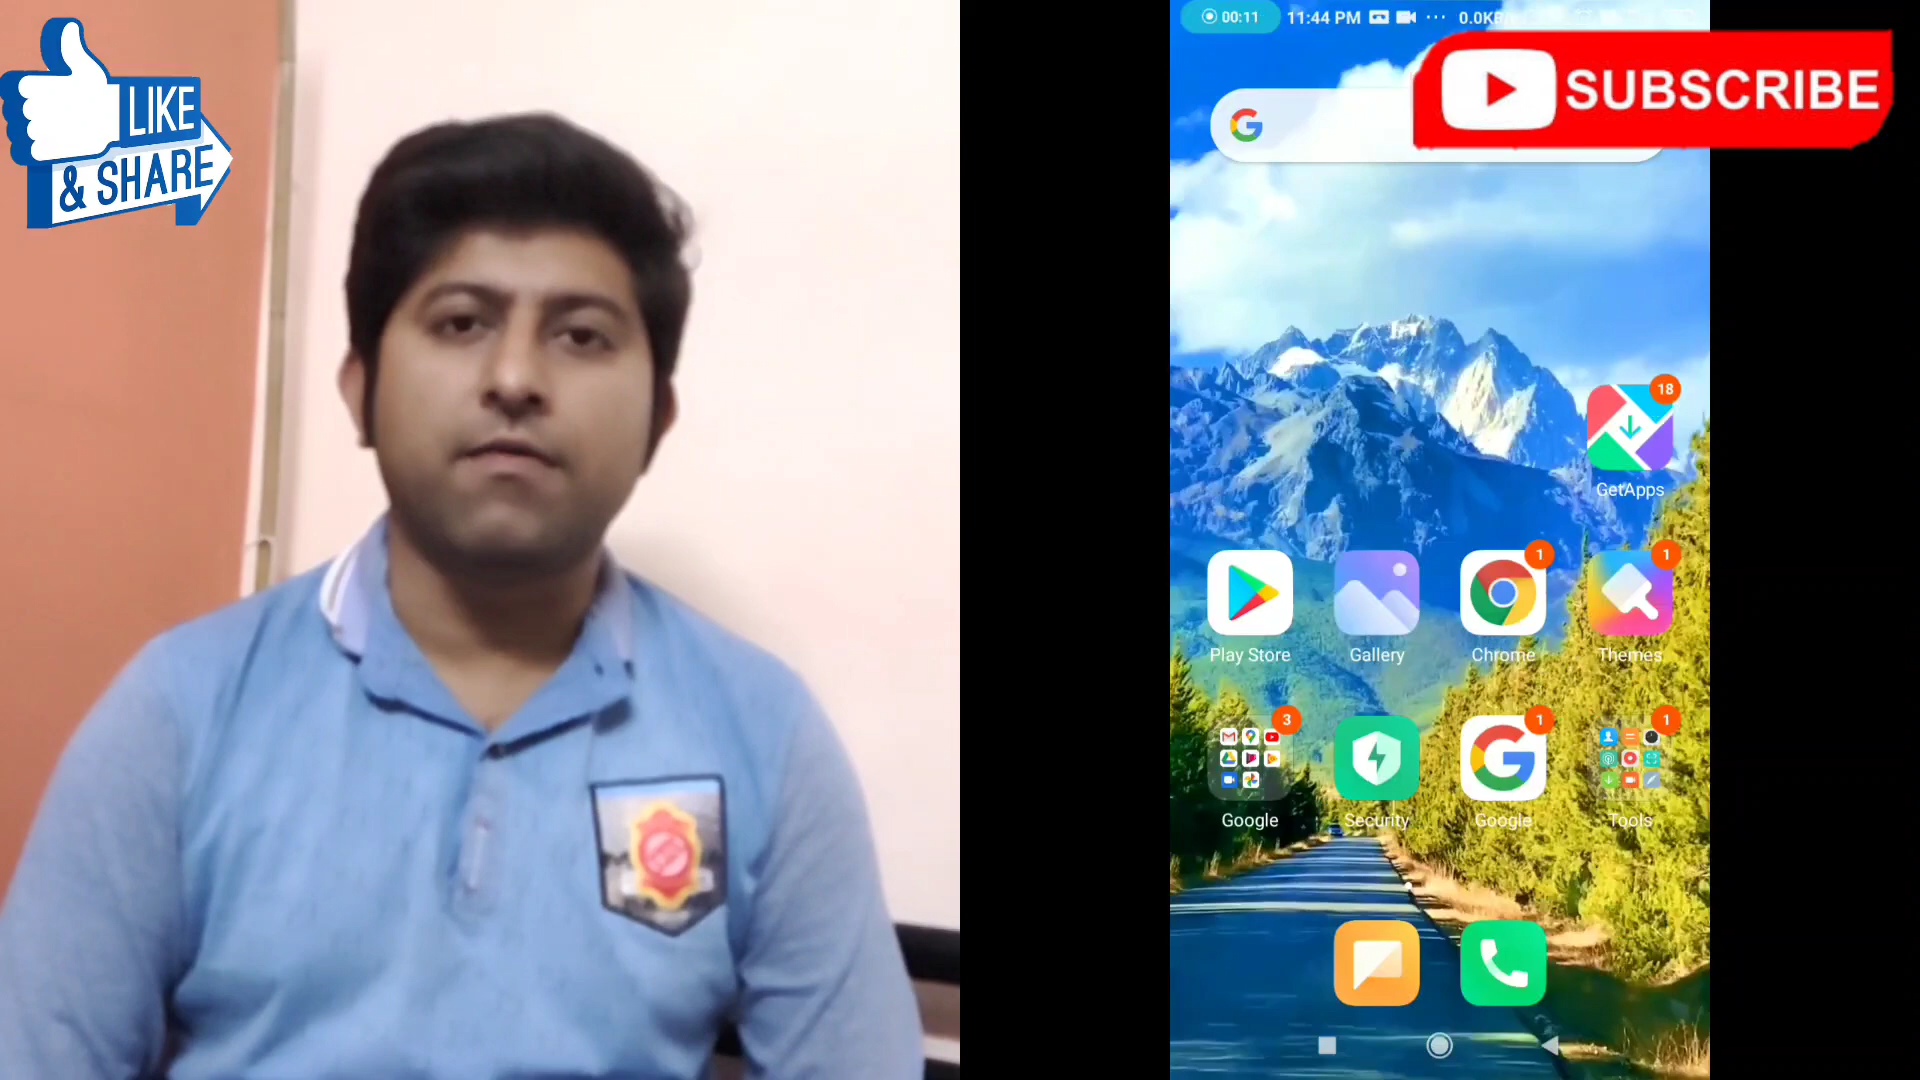 LIKE
& SHARE
00:11 11:44 PM ... 0.0KB/
SUBSCRIBE
18
GetApps
1
1
Play Store
Gallery
Chrome
Themes
3
1
1
Google
Security
Google
Tools